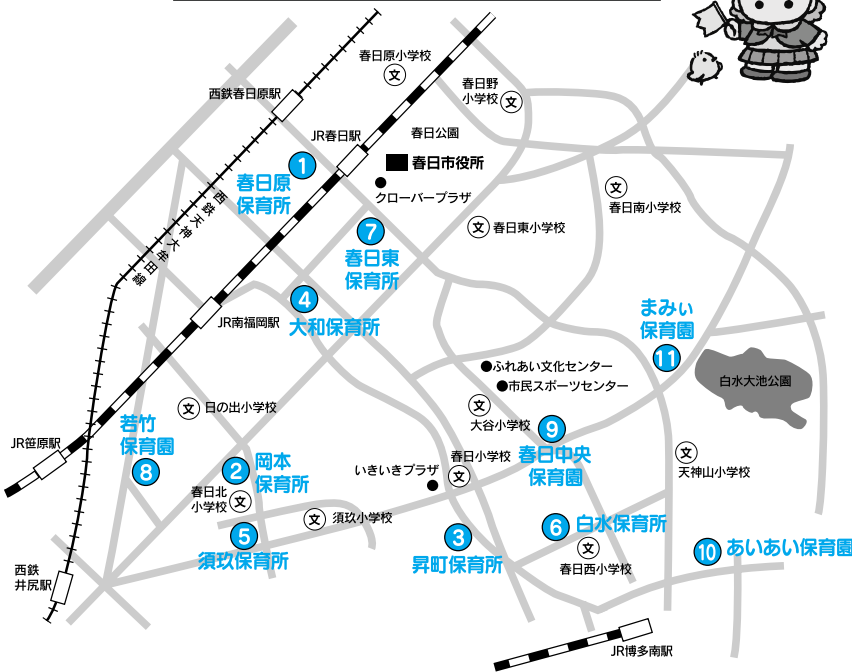 春日原小学校
文
西鉄春日原駅
春日野
小学校
文
JR春日駅
春日公園
春日市役所
1
春日原
保育所
クローバープラザ
文
春日南小学校
西鉄天神大牟田線
7
春日東
保育所
文
春日東小学校
4
大和保育所
JR南福岡駅
まみぃ
保育園
11
ふれあい文化センター
市民スポーツセンター
白水大池公園
文
日の出小学校
文
大谷小学校
若竹
保育園
8
JR笹原駅
9
春日中央
保育園
2
岡本
保育所
いきいきプラザ
春日小学校
文
文
天神山小学校
春日北
小学校
文
文
須玖小学校
5
須玖保育所
3
昇町保育所
6
白水保育所
文
春日西小学校
10
あいあい保育園
西鉄
井尻駅
JR博多南駅